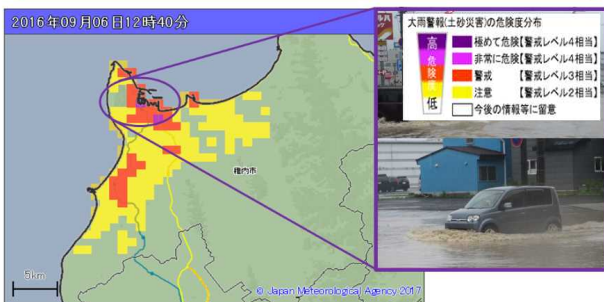 2016年09月06日12時40分
大雨警報(土砂災害)の危険度分布
高
危険度
低
極めて危険【警戒レベル4相当】
非常に危険【警戒レベル4相当】
警戒 【警戒レベル3相当】
注意 【警戒レベル2相当】
今後の情報等に留意
稚内市
5km
© Japan Meteorological Agency 2017